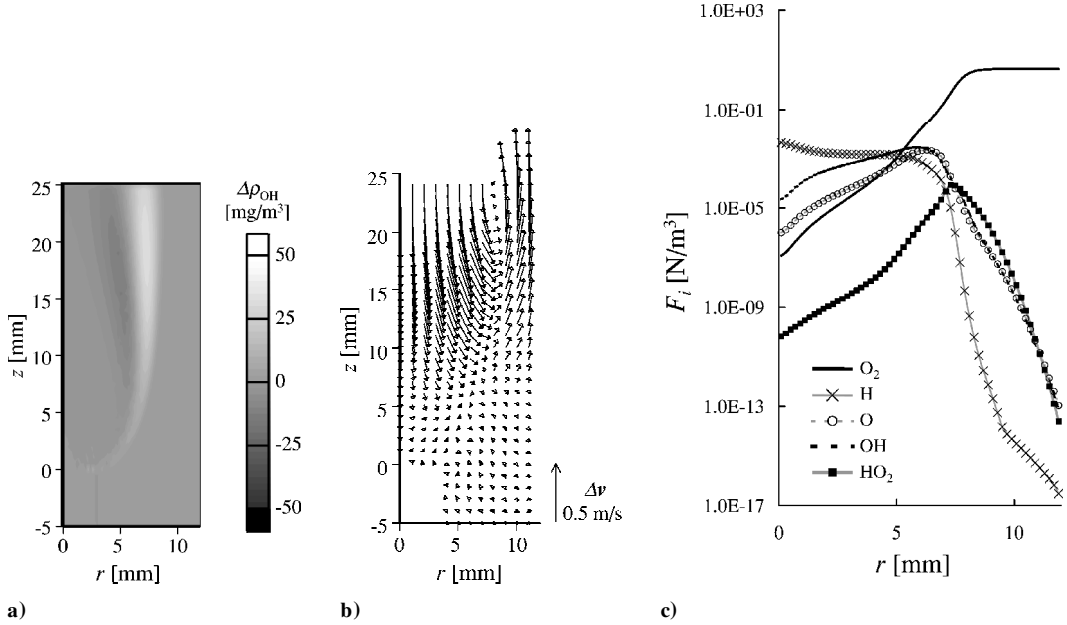 25
20
15
10
5
0
-5
z [mm]
0 5 10
r [mm]
a)
Δρ_OH
[mg/m³]
50
25
0
-25
-50
25
20
15
10
5
0
-5
z [mm]
0 5 10
r [mm]
Δv
0.5 m/s
b)
1.0E+03
1.0E-01
1.0E-05
1.0E-09
1.0E-13
1.0E-17
F_i [N/m³]
O₂
H
O
OH
HO₂
0 5 10
r [mm]
c)